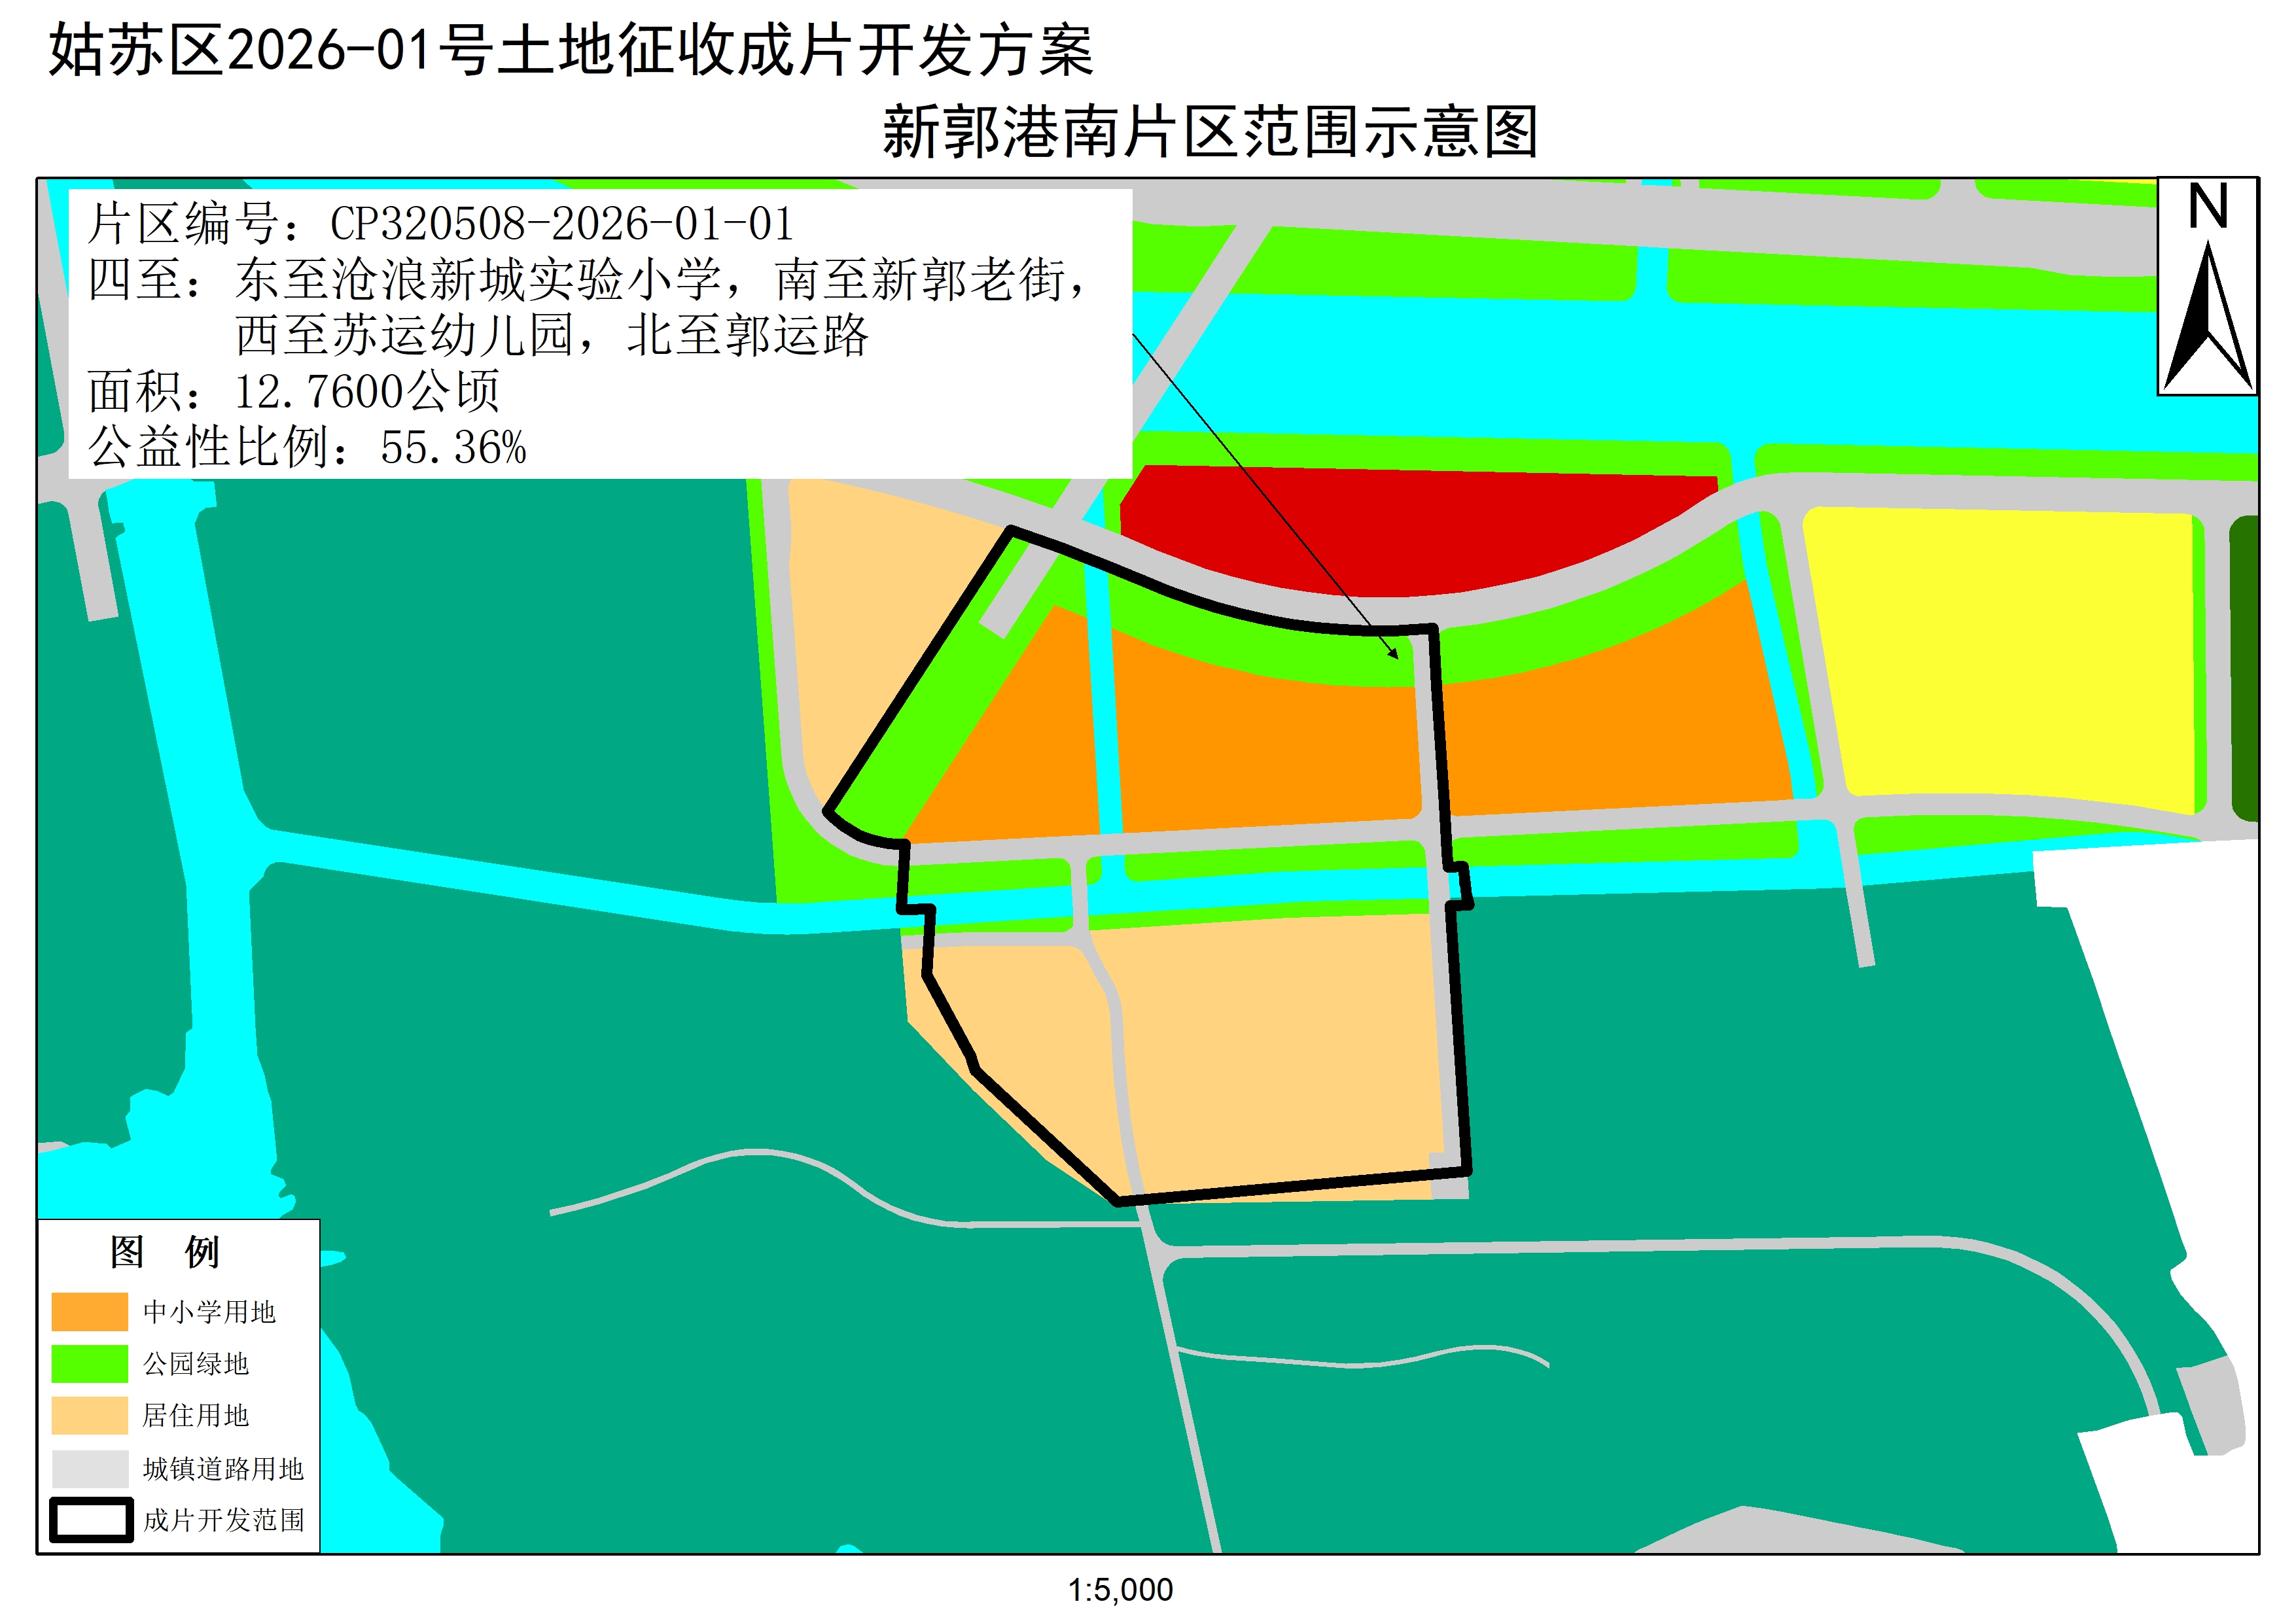 姑苏区2026-01号土地征收成片开发方案
新郭港南片区范围示意图
片区编号：CP320508-2026-01-01
四至：东至沧浪新城实验小学，南至新郭老街，
西至苏运幼儿园，北至郭运路
面积：12.7600公顷
公益性比例：55.36%
N
图 例
中小学用地
公园绿地
居住用地
城镇道路用地
成片开发范围
1:5,000